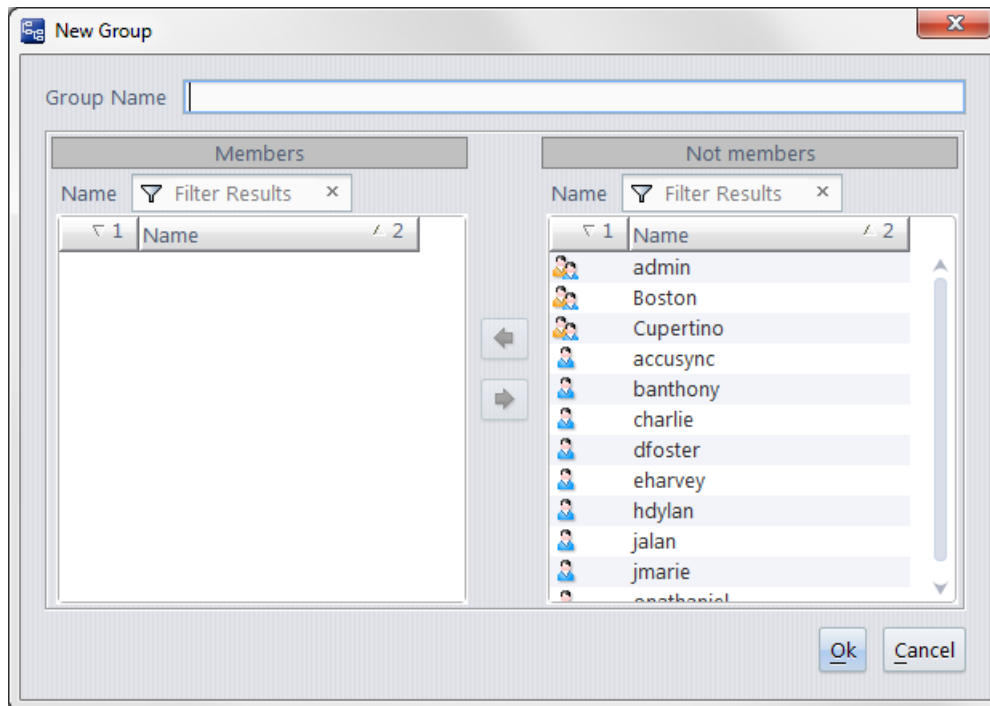 New Group
Group Name
Members Not members
Name Filter Results × Name Filter Results ×
1 Name 2 1 Name 2
admin
Boston
Cupertino
accusync
banthony
charlie
dfoster
eharvey
hdylan
jalan
jmarie
Ok Cancel